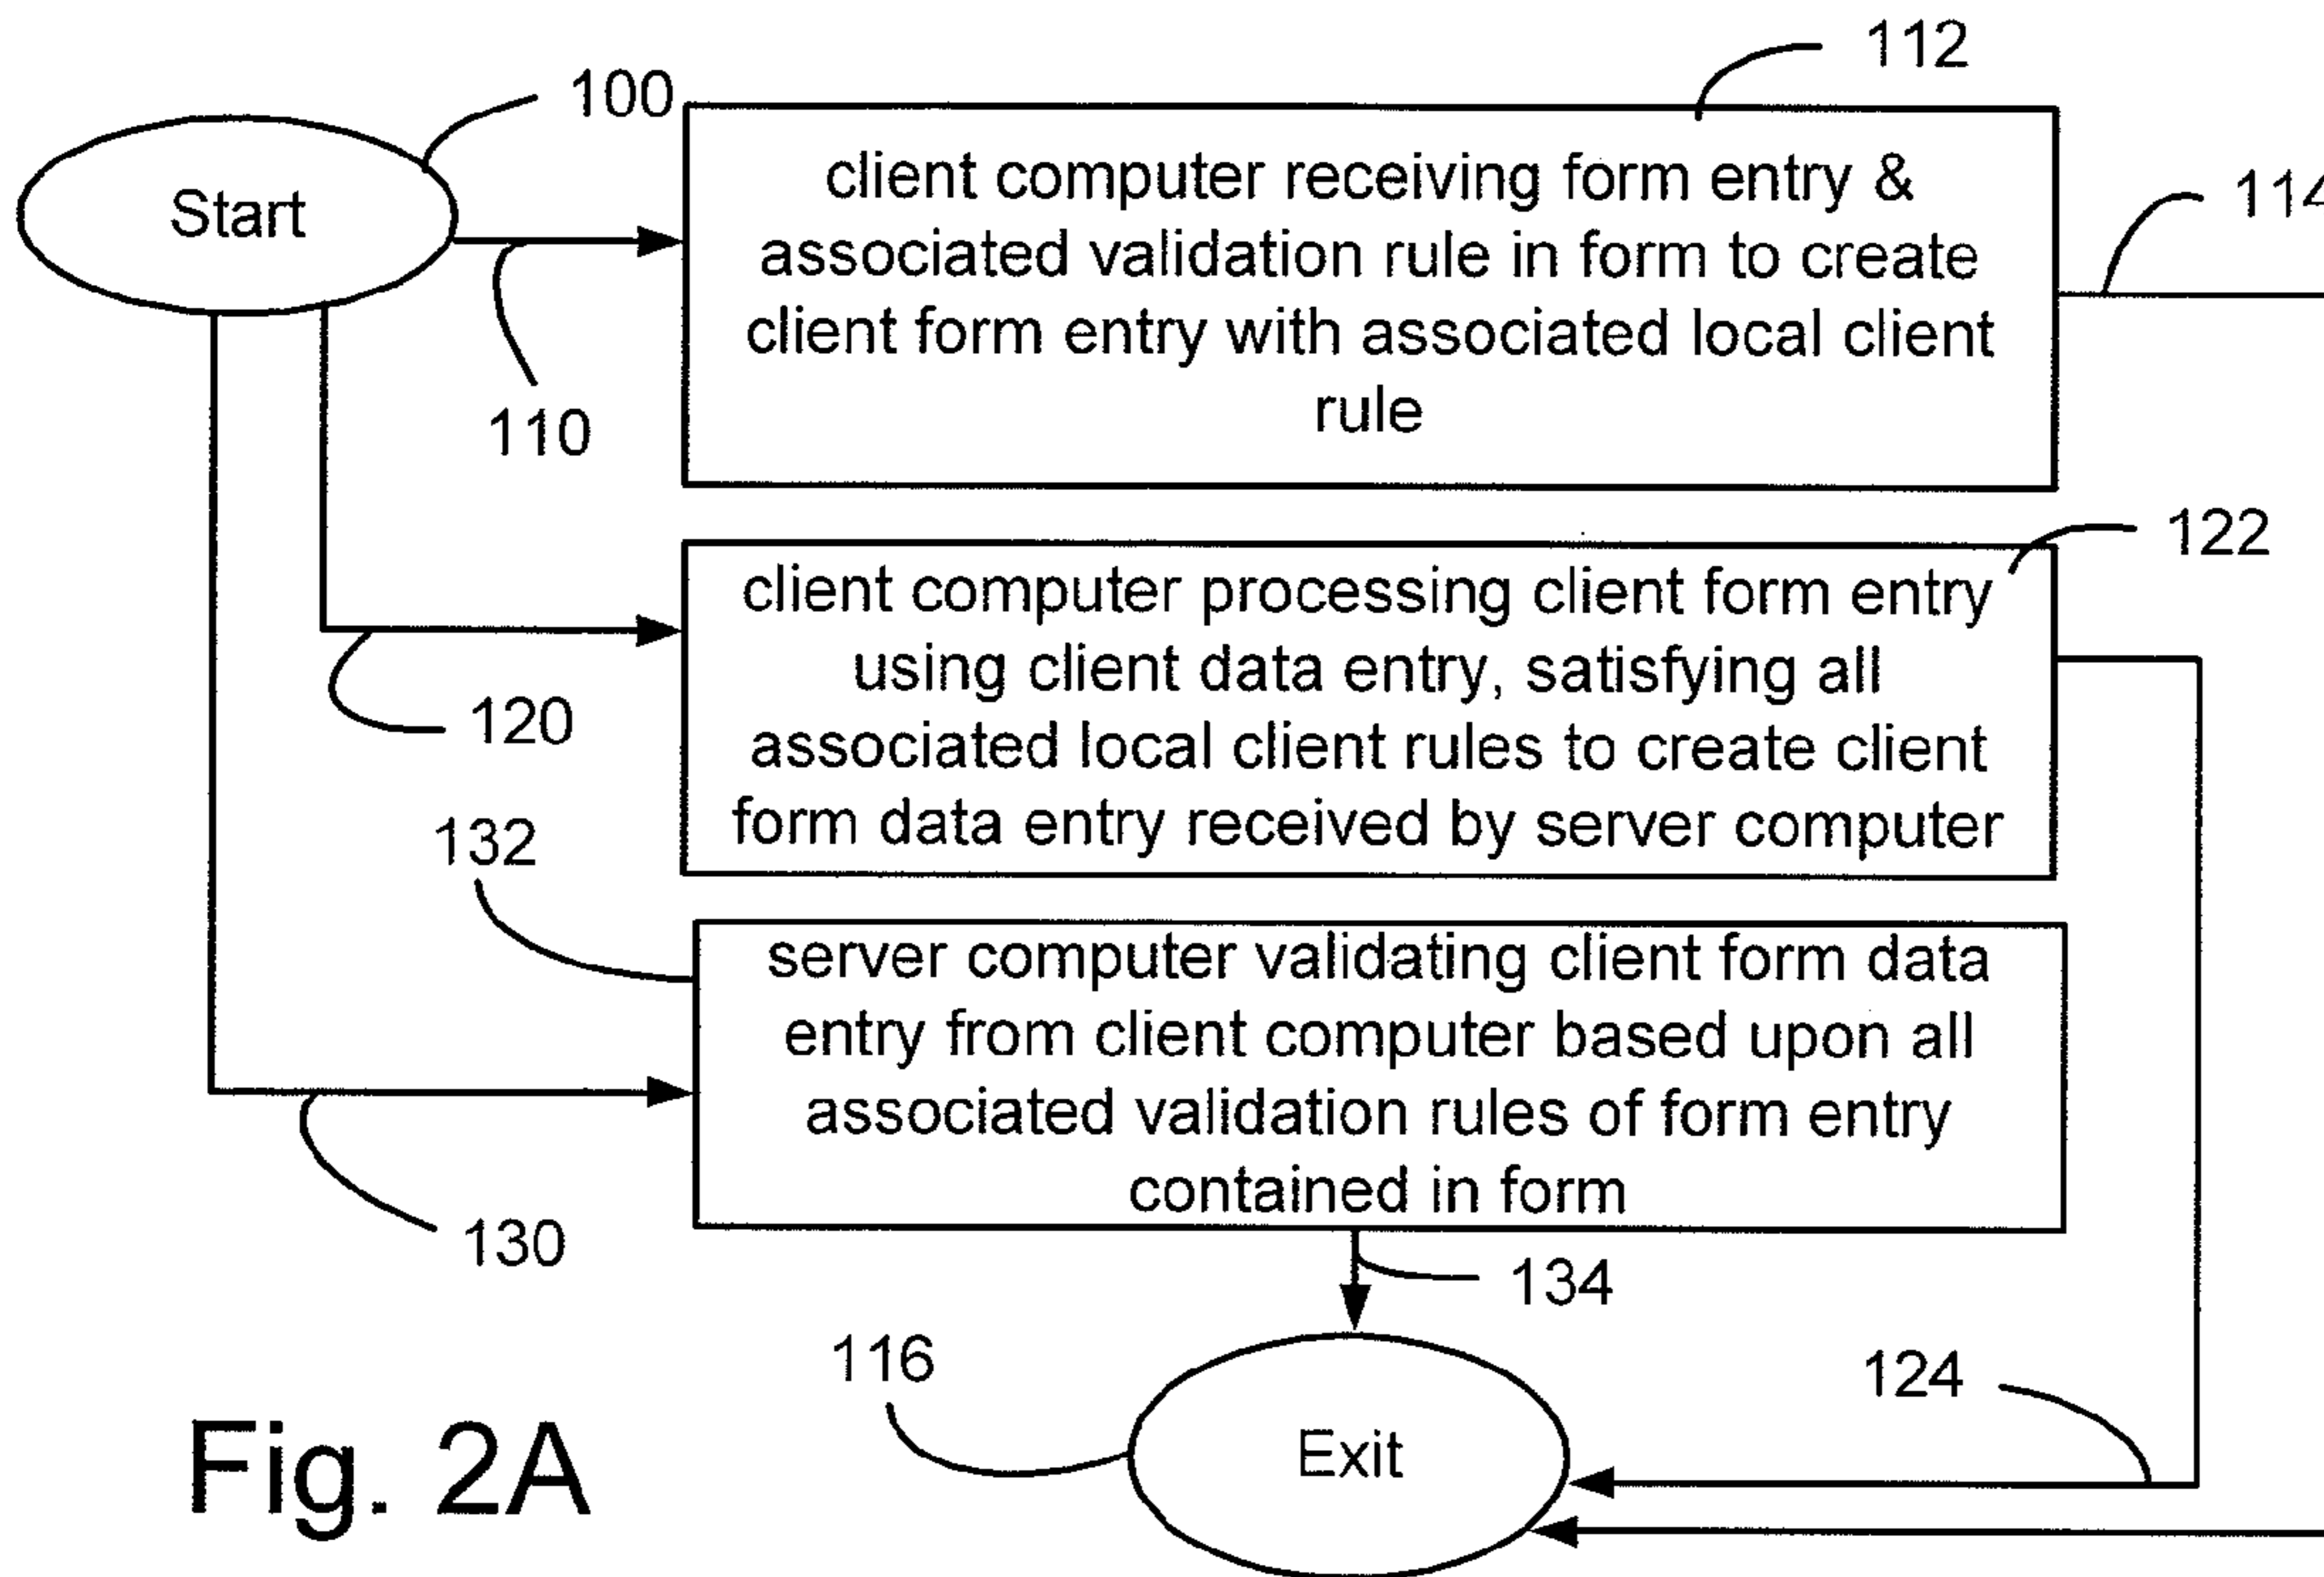 112
100
client computer receiving form entry &
Start
associated validation rule in form to create
114
client form entry with associated local client
rule
110
122
client computer processing client form entry
using client data entry, satisfying all
120
associated local client rules to create client
form data entry received by server computer
132
server computer validating client form data
entry from client computer based upon all
associated validation rules of form entry
contained in form
130
134
116
124
Exit
Fig. 2A